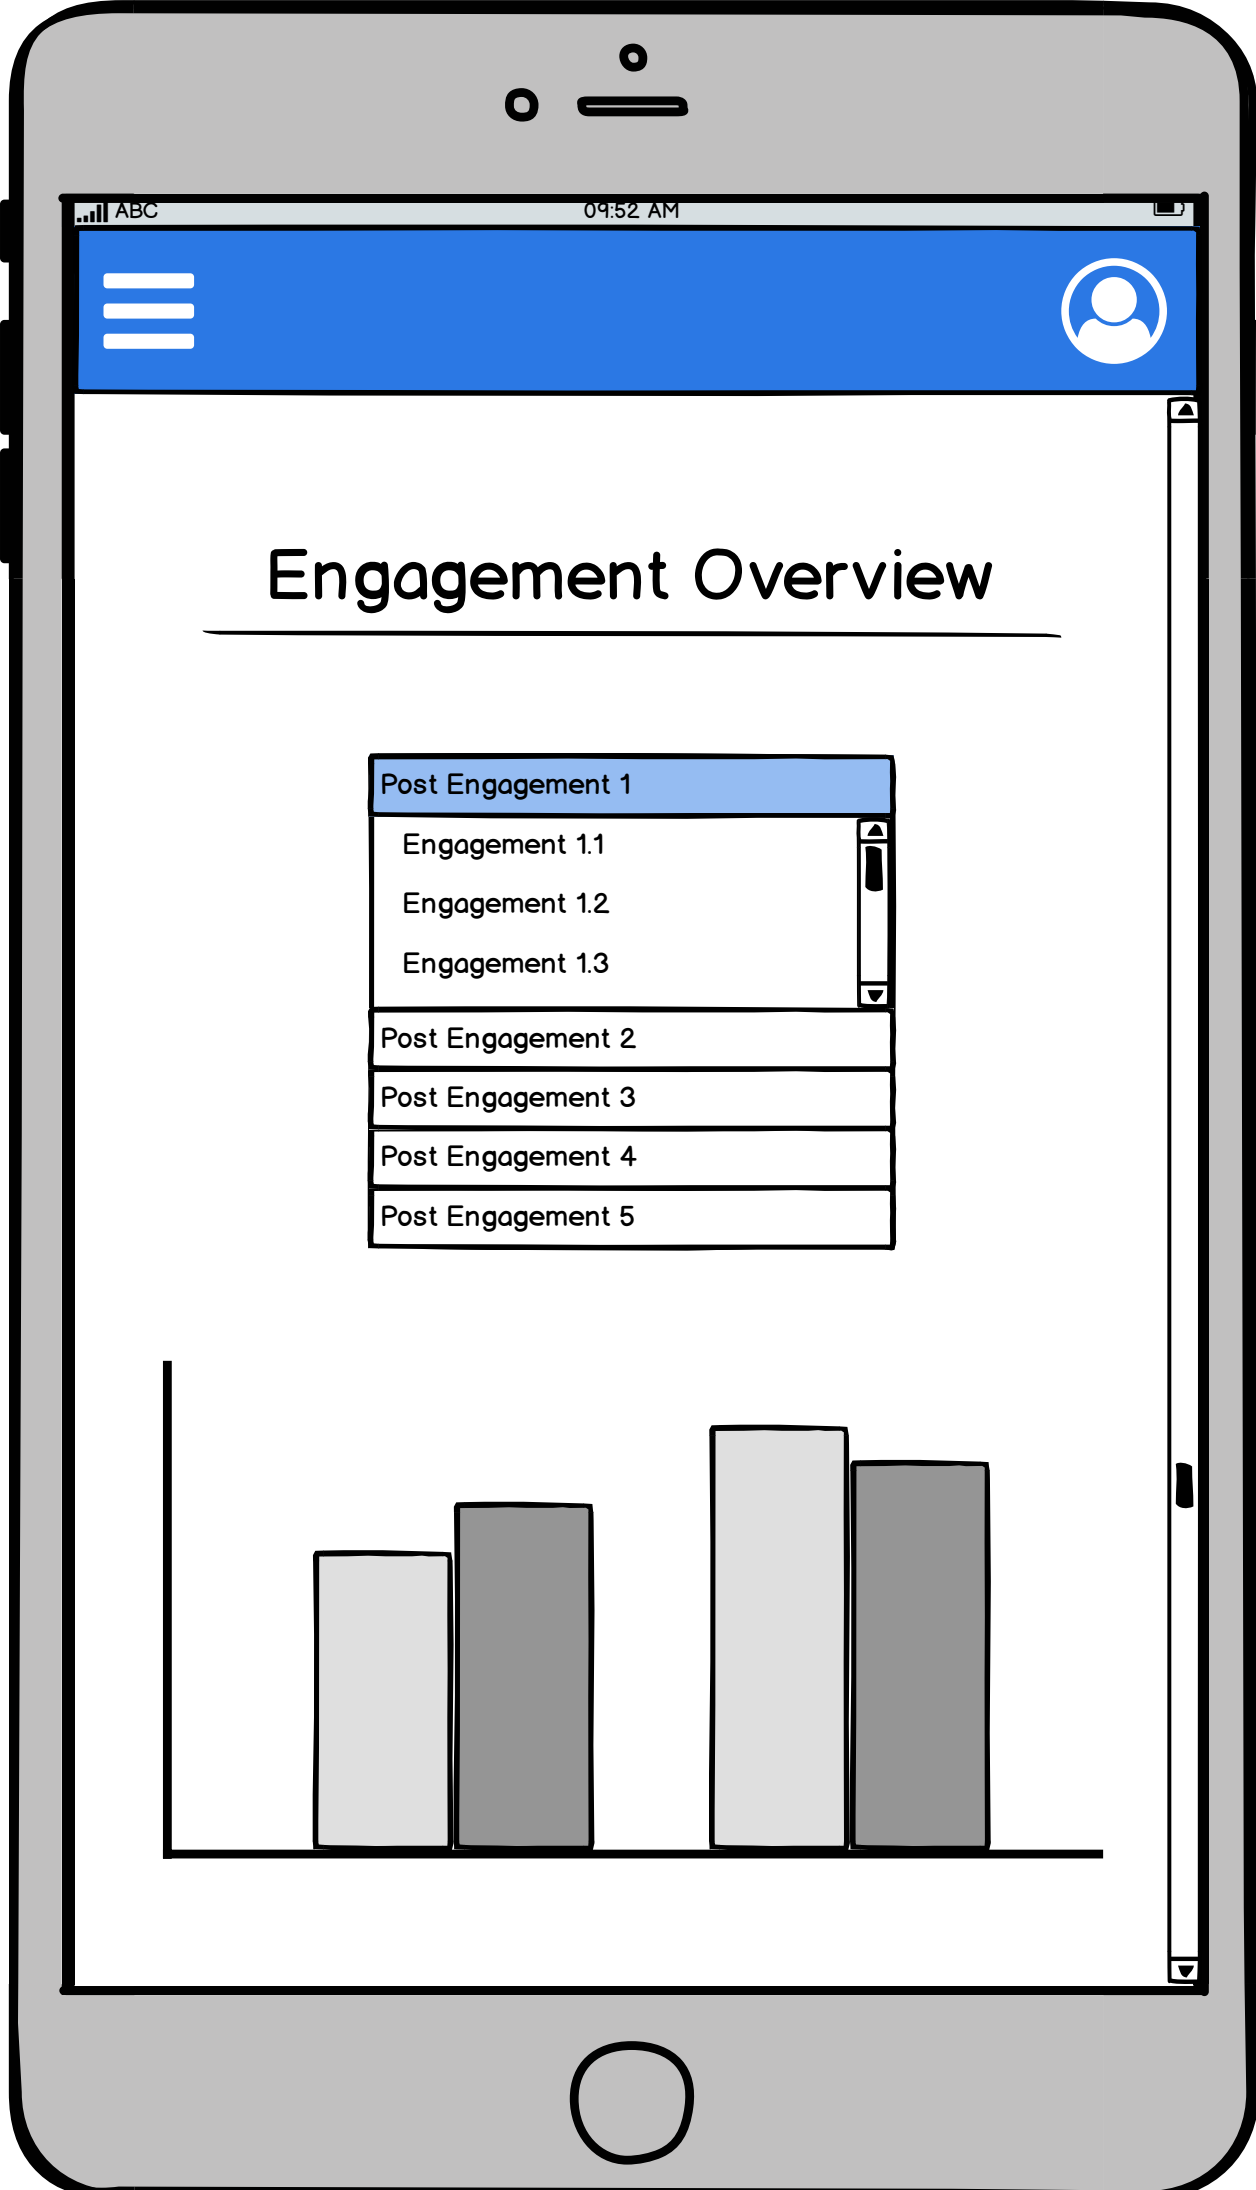 ABC
09:52 AM
Engagement Overview
Post Engagement 1
Engagement 1.1
Engagement 1.2
Engagement 1.3
Post Engagement 2
Post Engagement 3
Post Engagement 4
Post Engagement 5